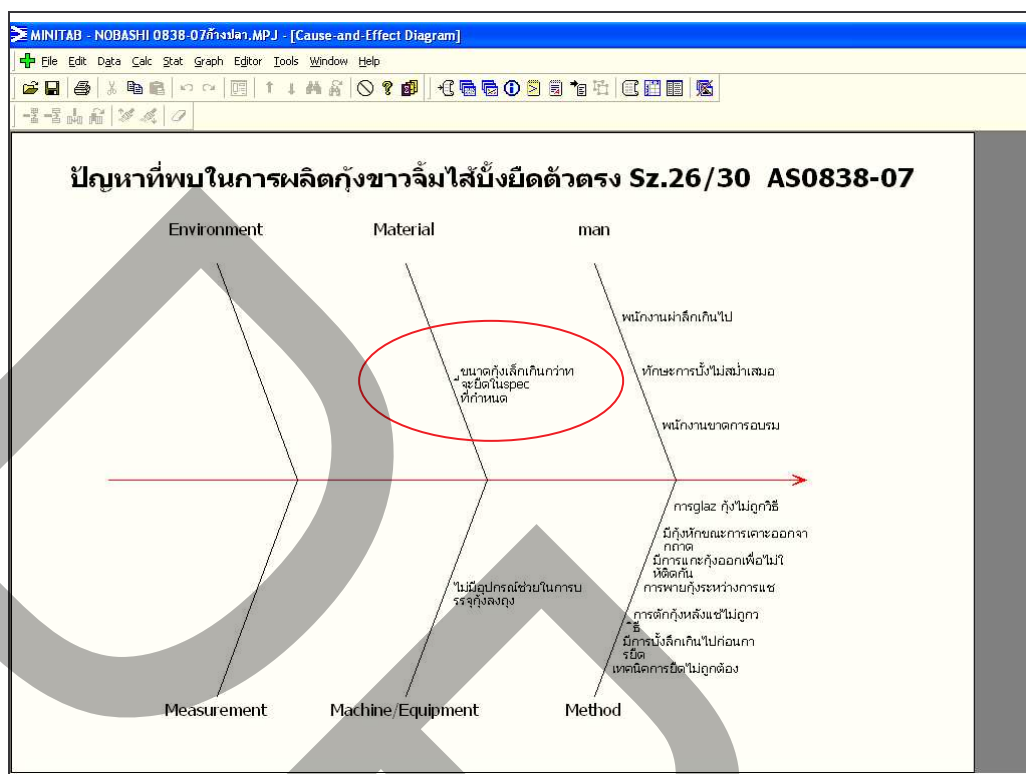 MINITAB - NOBASHI 0838-07ก้างปลา.MPJ - [Cause-and-Effect Diagram]
File Edit Data Calc Stat Graph Editor Tools Window Help
ปัญหาที่พบในการผลิตกุ้งขาวจิ้มไส้บั้งยืดตัวตรง Sz.26/30 AS0838-07
Environment Material man
พนักงานผ่าลึกเกินไป
ขนาดกุ้งเล็กเกินกว่าท
ี่จะยืดในspec
ที่กำหนด
ทักษะการบั้งไม่สม่ำเสมอ
พนักงานขาดการอบรม
การglaz กุ้งไม่ถูกวิธี
มีกุ้งหักขณะการเคาะออกจา
กถาด
มีการแกะกุ้งออกเพื่อไม่ใ
ห้ติดกัน
การพายกุ้งระหว่างการแช่
ไม่มีอุปกรณ์ช่วยในการบ
รรจุกุ้งลงถุง
การตักกุ้งหลังแช่ไม่ถูกว
ิธี
มีการบั้งลึกเกินไปก่อนกา
รยืด
เทคนิคการยืดไม่ถูกต้อง
Measurement Machine/Equipment Method